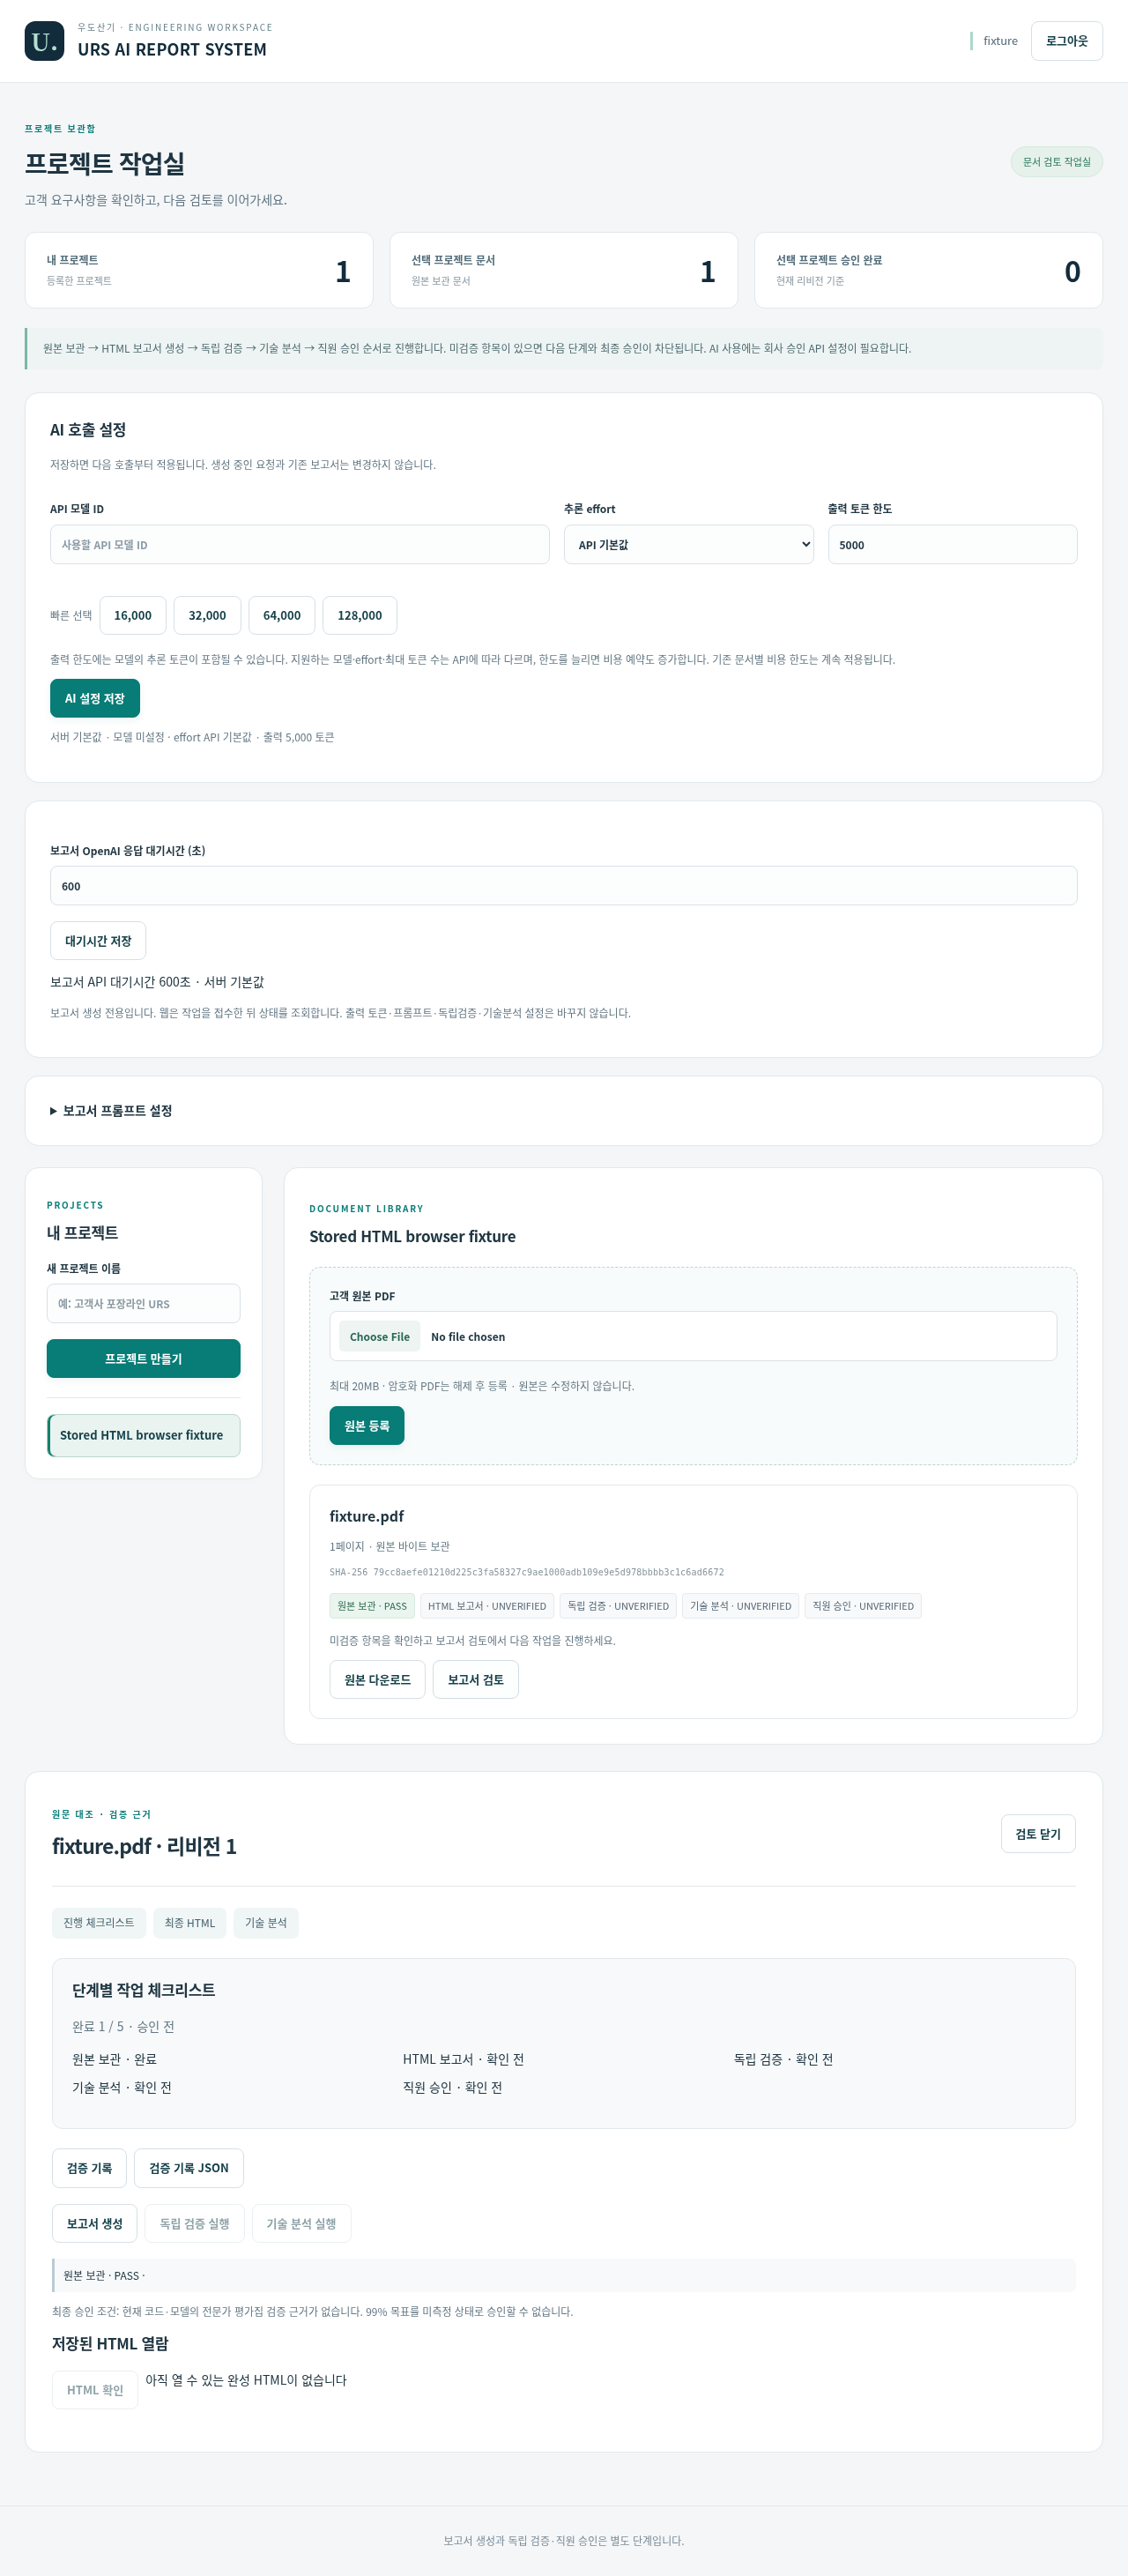 U.
우도산기 · ENGINEERING WORKSPACE
URS AI REPORT SYSTEM
fixture
로그아웃
프로젝트 보관함
프로젝트 작업실
고객 요구사항을 확인하고, 다음 검토를 이어가세요.
문서 검토 작업실
내 프로젝트
등록한 프로젝트
1
선택 프로젝트 문서
원본 보관 문서
1
선택 프로젝트 승인 완료
현재 리비전 기준
0
원본 보관 → HTML 보고서 생성 → 독립 검증 → 기술 분석 → 직원 승인 순서로 진행합니다. 미검증 항목이 있으면 다음 단계와 최종 승인이 차단됩니다. AI 사용에는 회사 승인 API 설정이 필요합니다.
AI 호출 설정
저장하면 다음 호출부터 적용됩니다. 생성 중인 요청과 기존 보고서는 변경하지 않습니다.
API 모델 ID
추론 effort
출력 토큰 한도
사용할 API 모델 ID
API 기본값
5000
빠른 선택
16,000
32,000
64,000
128,000
출력 한도에는 모델의 추론 토큰이 포함될 수 있습니다. 지원하는 모델·effort·최대 토큰 수는 API에 따라 다르며, 한도를 늘리면 비용 예약도 증가합니다. 기존 문서별 비용 한도는 계속 적용됩니다.
AI 설정 저장
서버 기본값 · 모델 미설정 · effort API 기본값 · 출력 5,000 토큰
보고서 OpenAI 응답 대기시간 (초)
600
대기시간 저장
보고서 API 대기시간 600초 · 서버 기본값
보고서 생성 전용입니다. 웹은 작업을 접수한 뒤 상태를 조회합니다. 출력 토큰·프롬프트·독립검증·기술분석 설정은 바꾸지 않습니다.
▶ 보고서 프롬프트 설정
PROJECTS
내 프로젝트
새 프로젝트 이름
예: 고객사 포장라인 URS
프로젝트 만들기
Stored HTML browser fixture
DOCUMENT LIBRARY
Stored HTML browser fixture
고객 원본 PDF
Choose File
No file chosen
최대 20MB · 암호화 PDF는 해제 후 등록 · 원본은 수정하지 않습니다.
원본 등록
fixture.pdf
1페이지 · 원본 바이트 보관
SHA-256 79cc8aefe01210d225c3fa58327c9ae1000adb109e9e5d978bbbb3c1c6ad6672
원본 보관 · PASS
HTML 보고서 · UNVERIFIED
독립 검증 · UNVERIFIED
기술 분석 · UNVERIFIED
직원 승인 · UNVERIFIED
미검증 항목을 확인하고 보고서 검토에서 다음 작업을 진행하세요.
원본 다운로드
보고서 검토
원문 대조 · 검증 근거
fixture.pdf · 리비전 1
검토 닫기
진행 체크리스트
최종 HTML
기술 분석
단계별 작업 체크리스트
완료 1 / 5 · 승인 전
원본 보관 · 완료
HTML 보고서 · 확인 전
독립 검증 · 확인 전
기술 분석 · 확인 전
직원 승인 · 확인 전
검증 기록
검증 기록 JSON
보고서 생성
독립 검증 실행
기술 분석 실행
원본 보관 · PASS ·
최종 승인 조건: 현재 코드·모델의 전문가 평가집 검증 근거가 없습니다. 99% 목표를 미측정 상태로 승인할 수 없습니다.
저장된 HTML 열람
HTML 확인
아직 열 수 있는 완성 HTML이 없습니다
보고서 생성과 독립 검증·직원 승인은 별도 단계입니다.